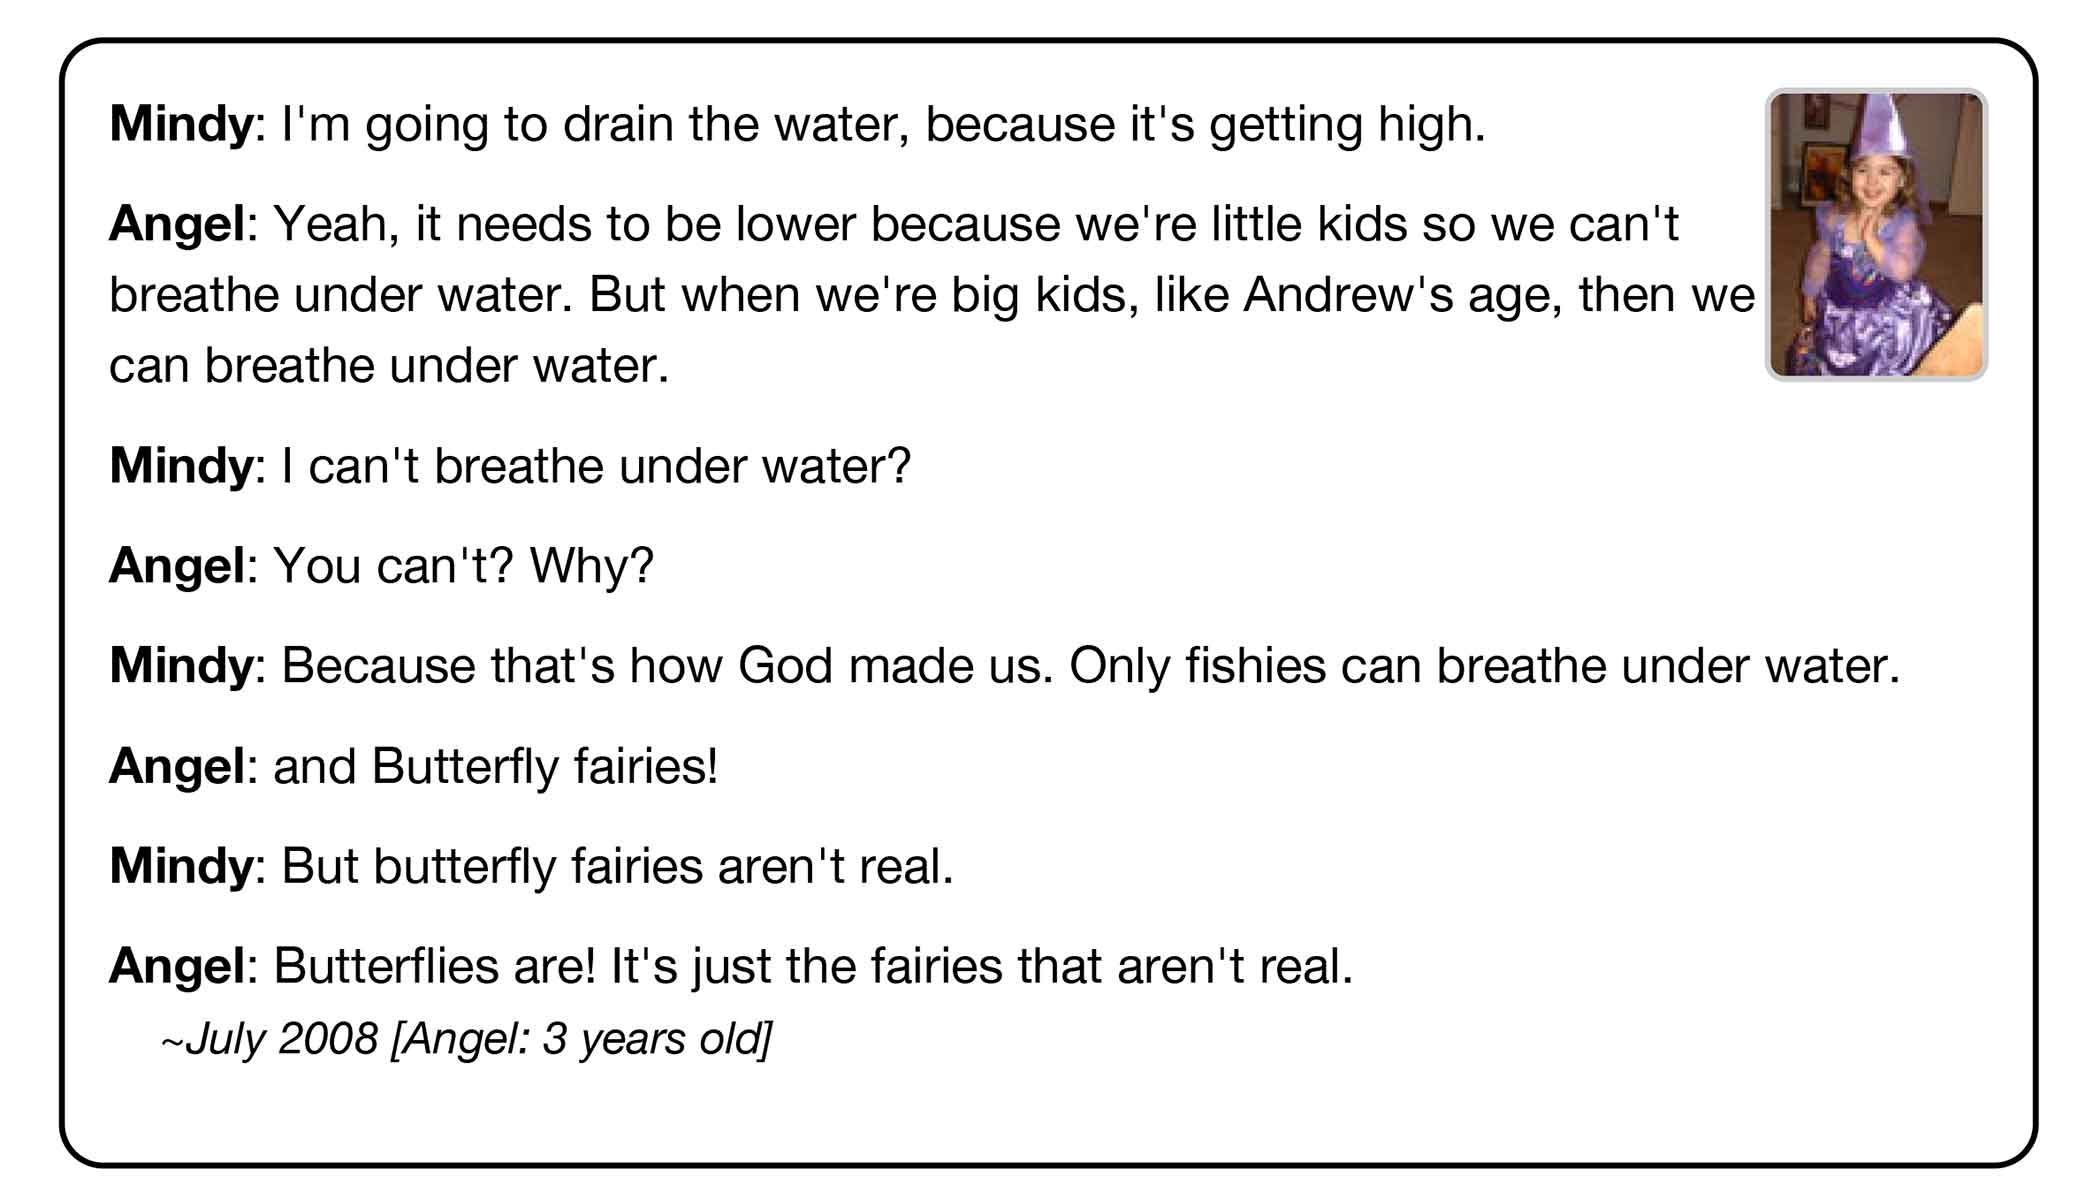 Mindy: I'm going to drain the water, because it's getting high.
Angel: Yeah, it needs to be lower because we're little kids so we can't
breathe under water. But when we're big kids, like Andrew's age, then we
can breathe under water.
Mindy: I can't breathe under water?
Angel: You can't? Why?
Mindy: Because that's how God made us. Only fishies can breathe under water.
Angel: and Butterfly fairies!
Mindy: But butterfly fairies aren't real.
Angel: Butterflies are! It's just the fairies that aren't real.
~July 2008 [Angel: 3 years old]